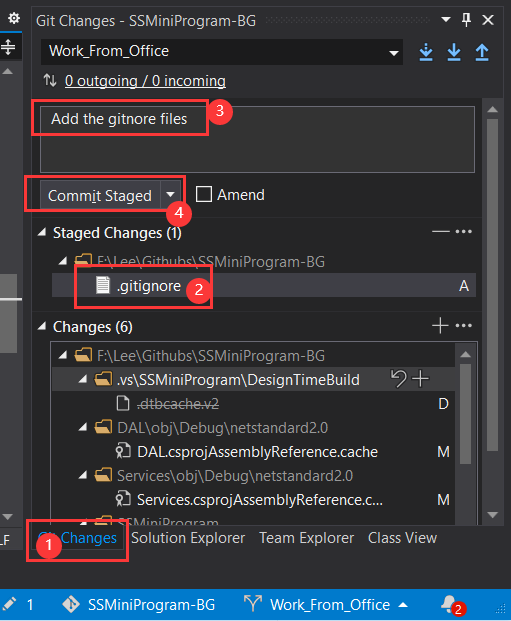 Git Changes - SSMiniProgram-BG
Work_From_Office
0 outgoing / 0 incoming
Add the gitnore files
3
Commit Staged
Amend
4
Staged Changes (1)
F:\Lee\Githubs\SSMiniProgram-BG
.gitignore
2
A
Changes (6)
F:\Lee\Githubs\SSMiniProgram-BG
.vs\SSMiniProgram\DesignTimeBuild
.dtbcache.v2
D
DAL\obj\Debug\netstandard2.0
DAL.csprojAssemblyReference.cache
M
Services\obj\Debug\netstandard2.0
Services.csprojAssemblyReference.c...
M
SSMiniProgram
LF
1
Changes
Solution Explorer
Team Explorer
Class View
1
SSMiniProgram-BG
Work_From_Office
2